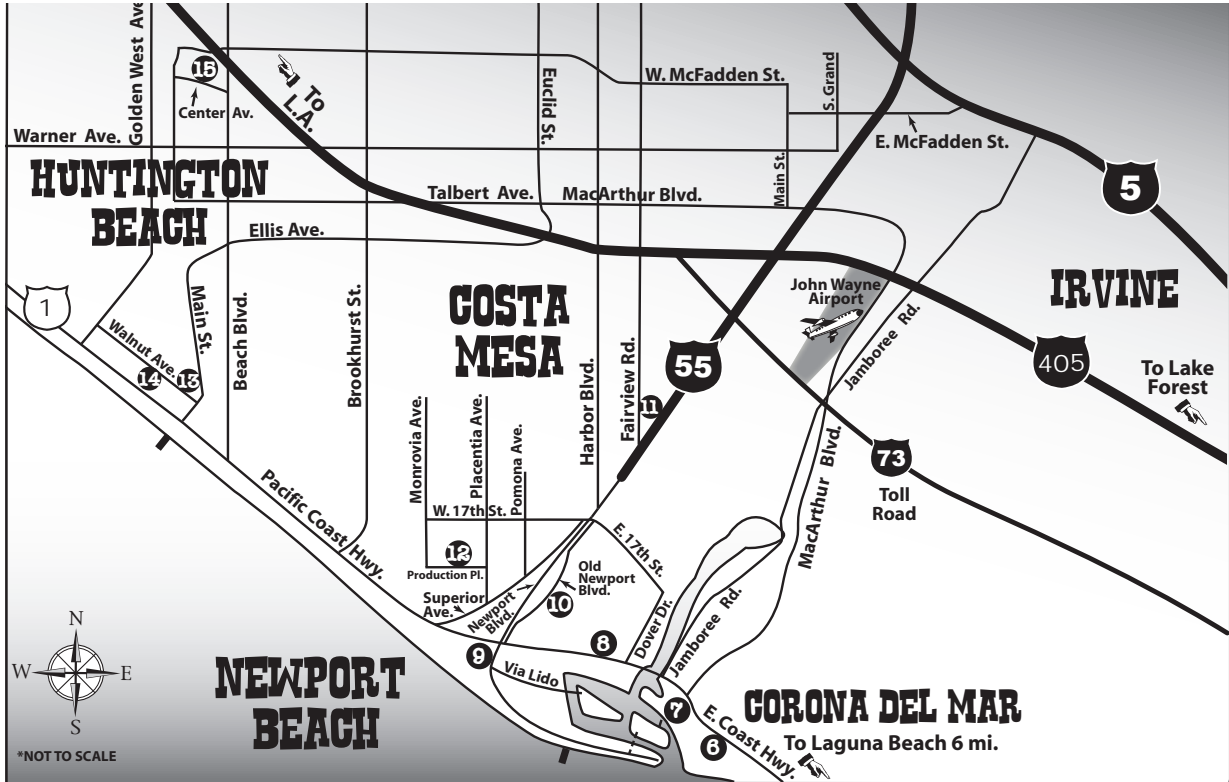 Golden West Ave
15
Center Av.
To
L.A.
Euclid St.
W. McFadden St.
S. Grand
E. McFadden St.
Warner Ave.
Main St.
5
HUNTINGTON
BEACH
Talbert Ave.
MacArthur Blvd.
Ellis Ave.
1
Main St.
Beach Blvd.
Brookhurst St.
COSTA
MESA
Harbor Blvd.
Fairview Rd.
55
John Wayne
Airport
Jamboree Rd.
IRVINE
405
To Lake
Forest
Walnut Ave.
14
13
11
Monrovia Ave.
Placentia Ave.
Pomona Ave.
MacArthur Blvd.
73
Toll
Road
Pacific Coast Hwy.
W. 17th St.
E. 17th St.
12
Production Pl.
Superior
Ave.
Newport
Blvd.
Old
Newport
Blvd.
10
Dover Dr.
Jamboree Rd.
8
9
Via Lido
N
W
E
S
*NOT TO SCALE
NEWPORT
BEACH
7
6
E. Coast Hwy.
CORONA DEL MAR
To Laguna Beach 6 mi.